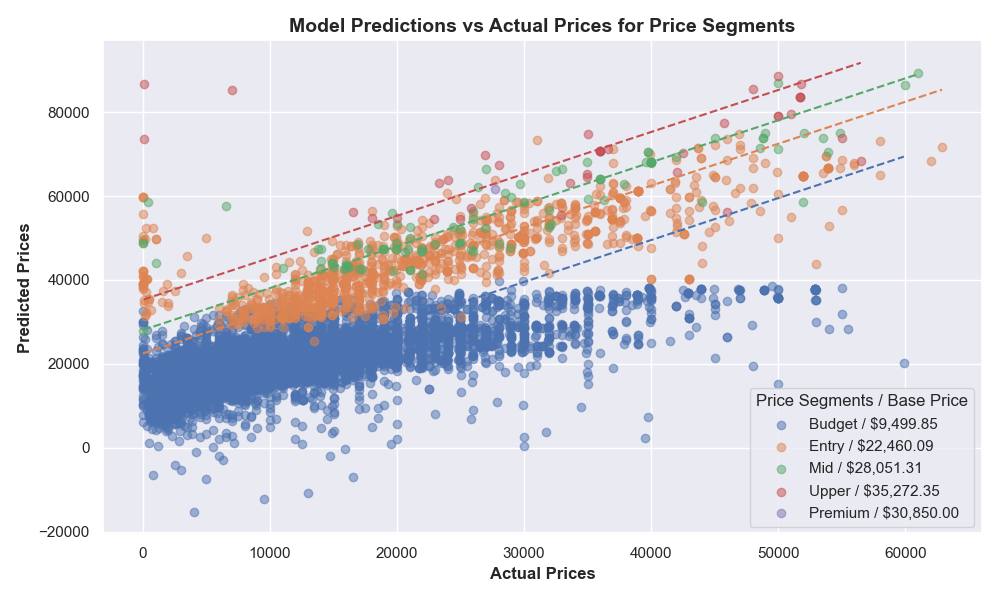 Model Predictions vs Actual Prices for Price Segments
Predicted Prices
80000
60000
40000
20000
0
−20000
0 10000 20000 30000 40000 50000 60000
Actual Prices
Price Segments / Base Price
Budget / $9,499.85
Entry / $22,460.09
Mid / $28,051.31
Upper / $35,272.35
Premium / $30,850.00